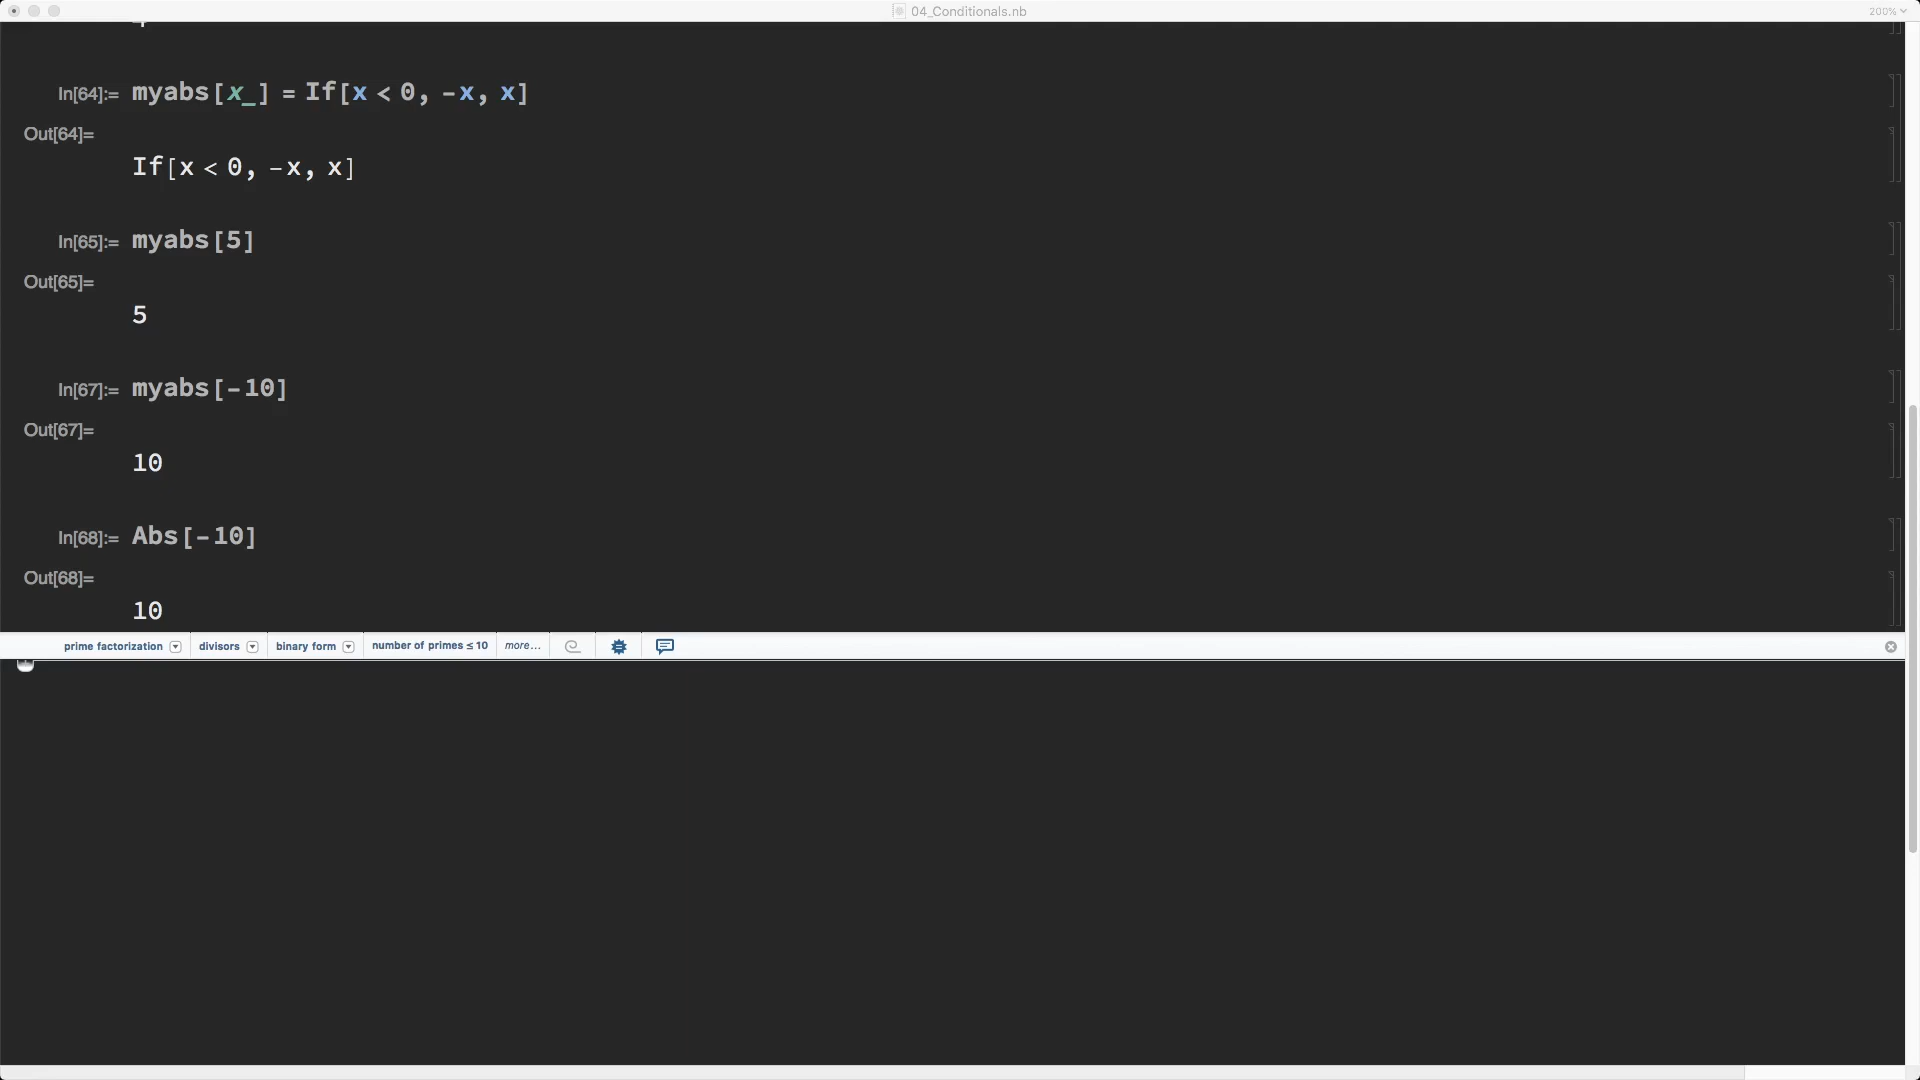 04_Conditionals.nb
200%
In[64]:= myabs[x_] = If[x < 0, -x, x]
Out[64]=
If[x < 0, -x, x]
In[65]:= myabs[5]
Out[65]=
5
In[67]:= myabs[-10]
Out[67]=
10
In[68]:= Abs[-10]
Out[68]=
10
prime factorization divisors binary form number of primes ≤ 10 more...